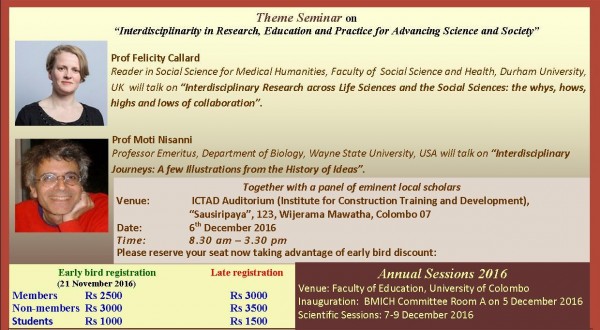 Theme Seminar on
"Interdisciplinarity in Research, Education and Practice for Advancing Science and Society"
Prof Felicity Callard
Reader in Social Science for Medical Humanities, Faculty of Social Science and Health, Durham University,
UK will talk on "Interdisciplinary Research across Life Sciences and the Social Sciences: the whys, hows,
highs and lows of collaboration".
Prof Moti Nisanni
Professor Emeritus, Department of Biology, Wayne State University, USA will talk on "Interdisciplinary
Journeys: A few Illustrations from the History of Ideas".
Together with a panel of eminent local scholars
Venue: ICTAD Auditorium (Institute for Construction Training and Development),
"Sausiripaya", 123, Wijerama Mawatha, Colombo 07
Date: 6th December 2016
Time: 8.30 am – 3.30 pm
Please reserve your seat now taking advantage of early bird discount:
Early bird registration Late registration
(21 November 2016)
Members Rs 2500 Rs 3000
Non-members Rs 3000 Rs 3500
Students Rs 1000 Rs 1500
Annual Sessions 2016
Venue: Faculty of Education, University of Colombo
Inauguration: BMICH Committee Room A on 5 December 2016
Scientific Sessions: 7-9 December 2016